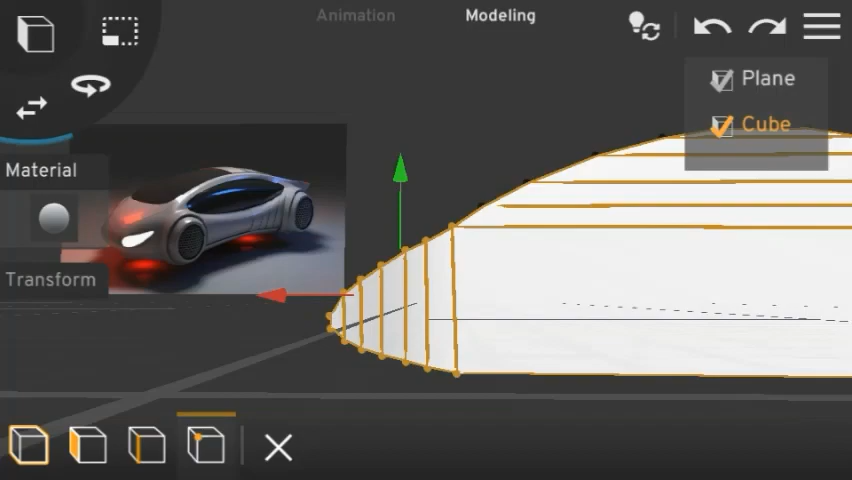 Animation
Modeling
Plane
Cube
Material
Transform